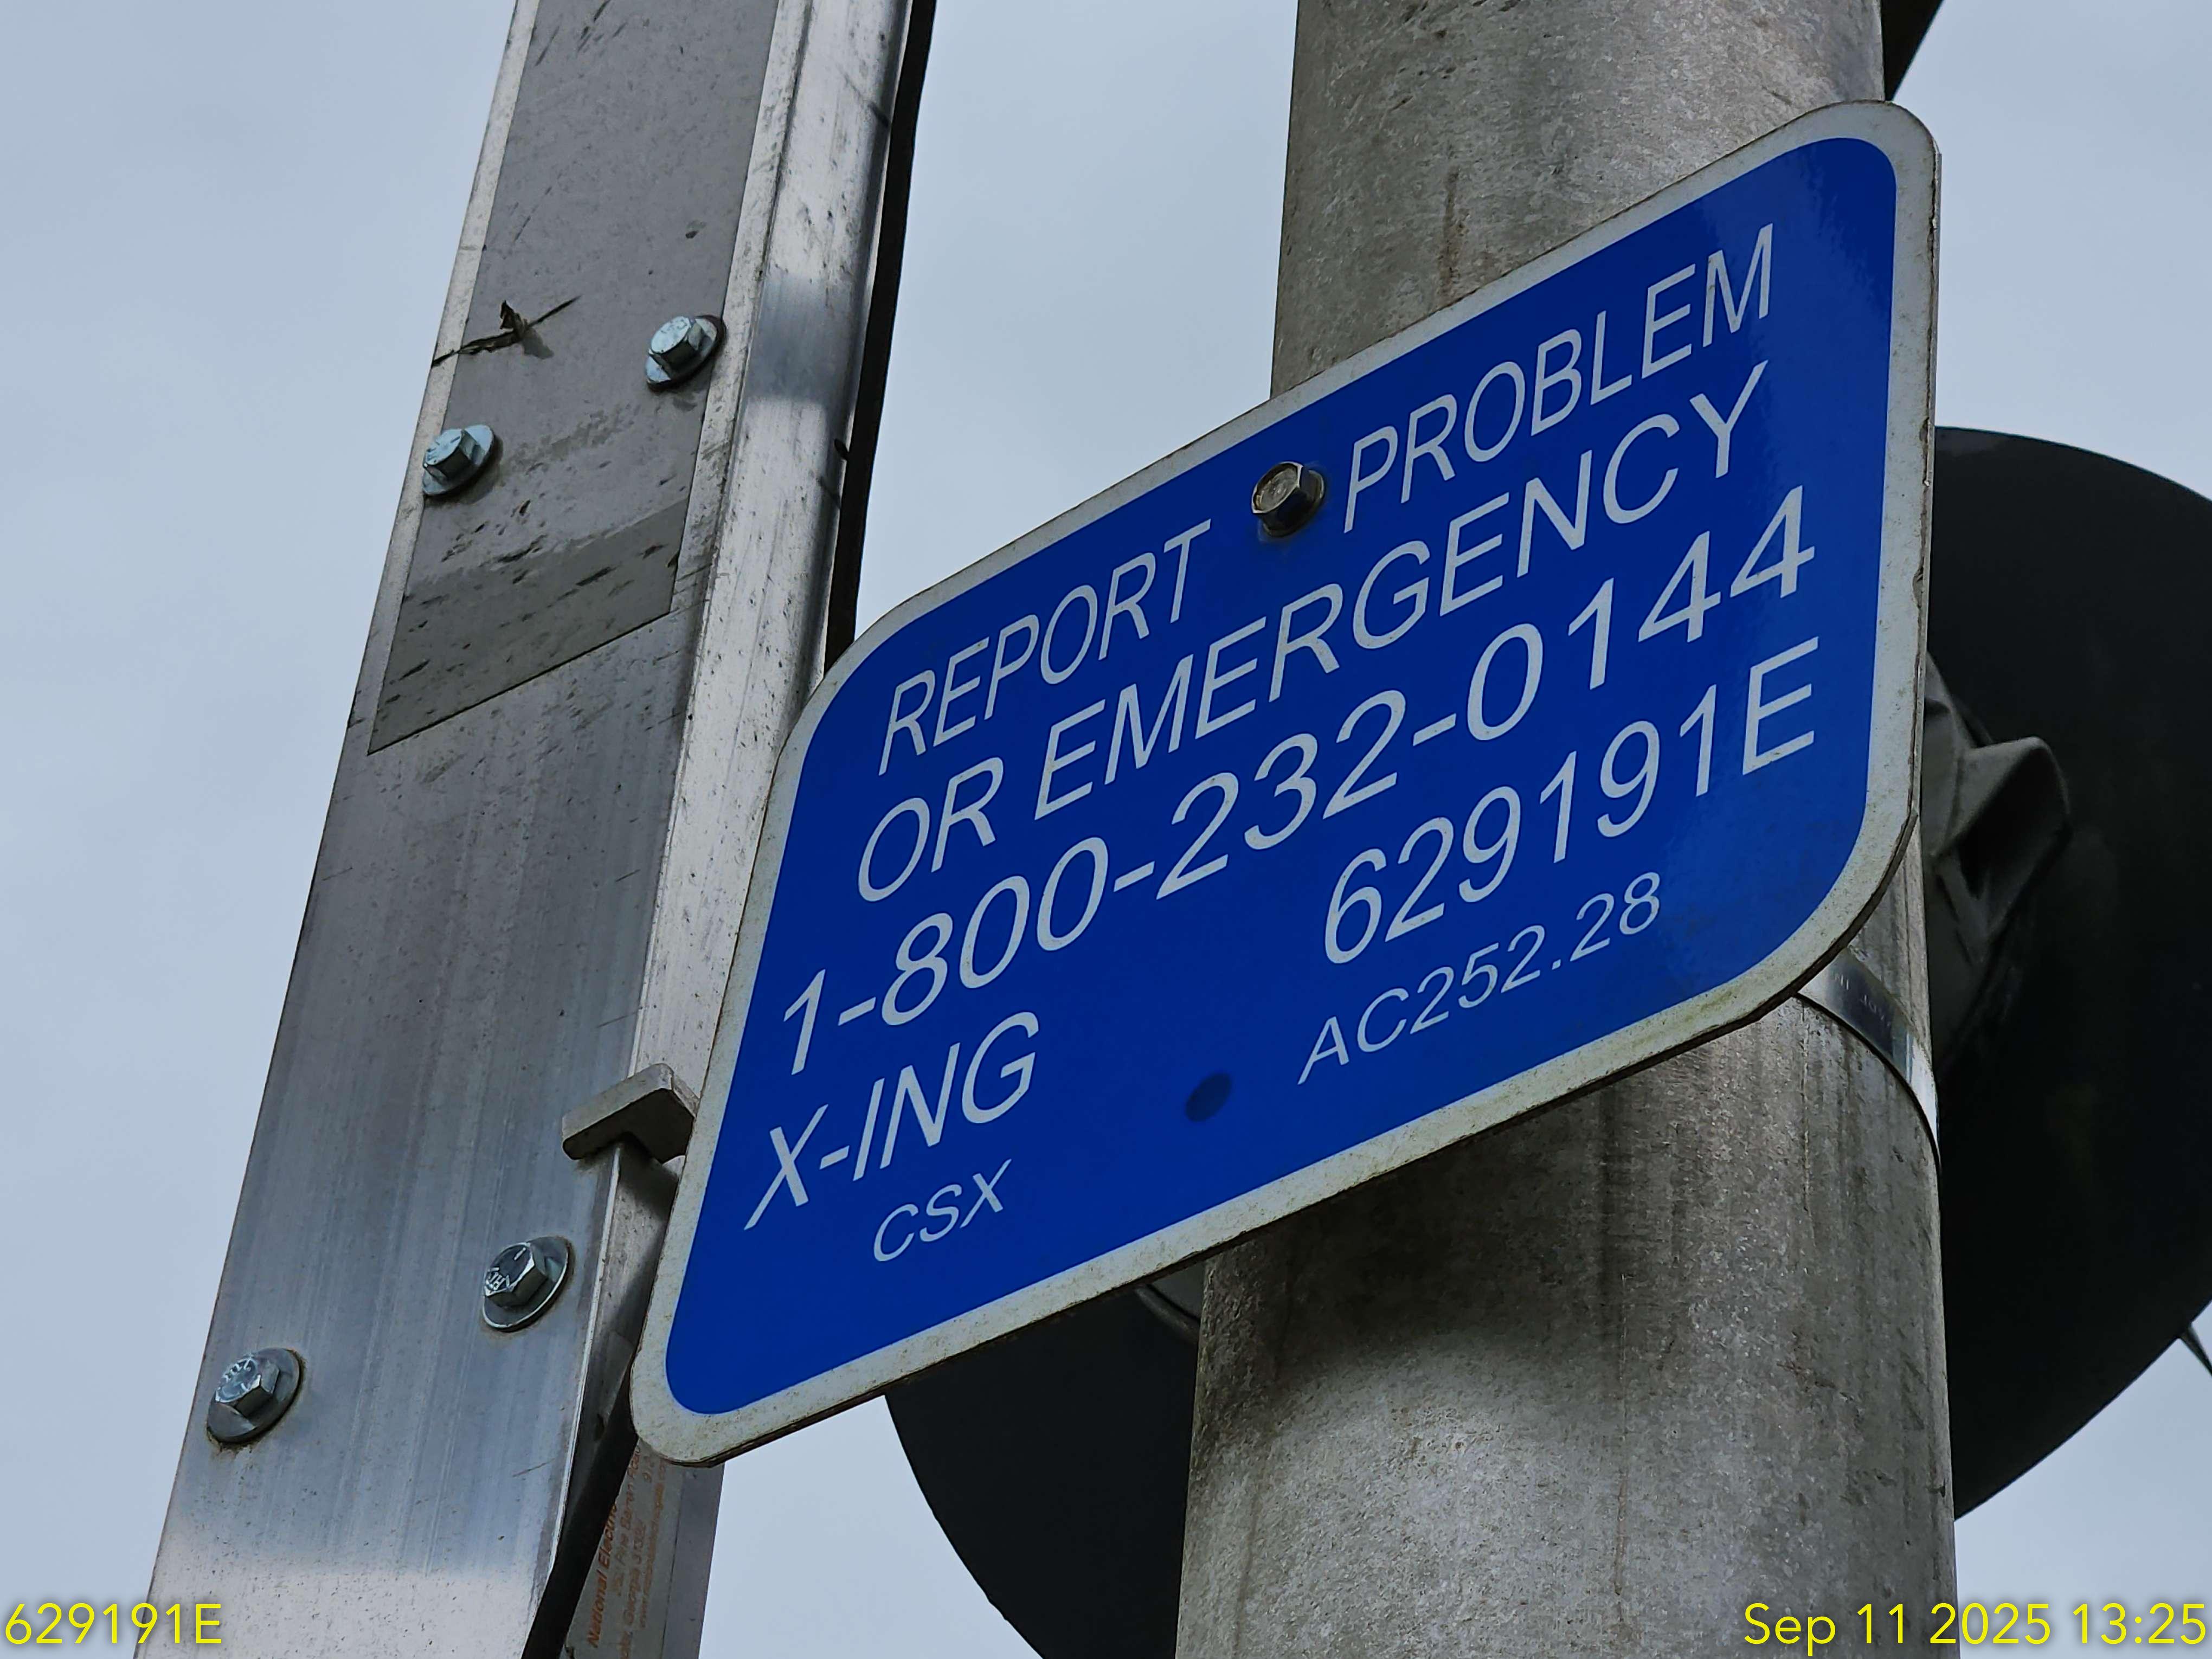 REPORT PROBLEM
OR EMERGENCY
1-800-232-0144
X-ING 629191E
CSX AC252.28
National
629191E
Sep 11 2025 13:25